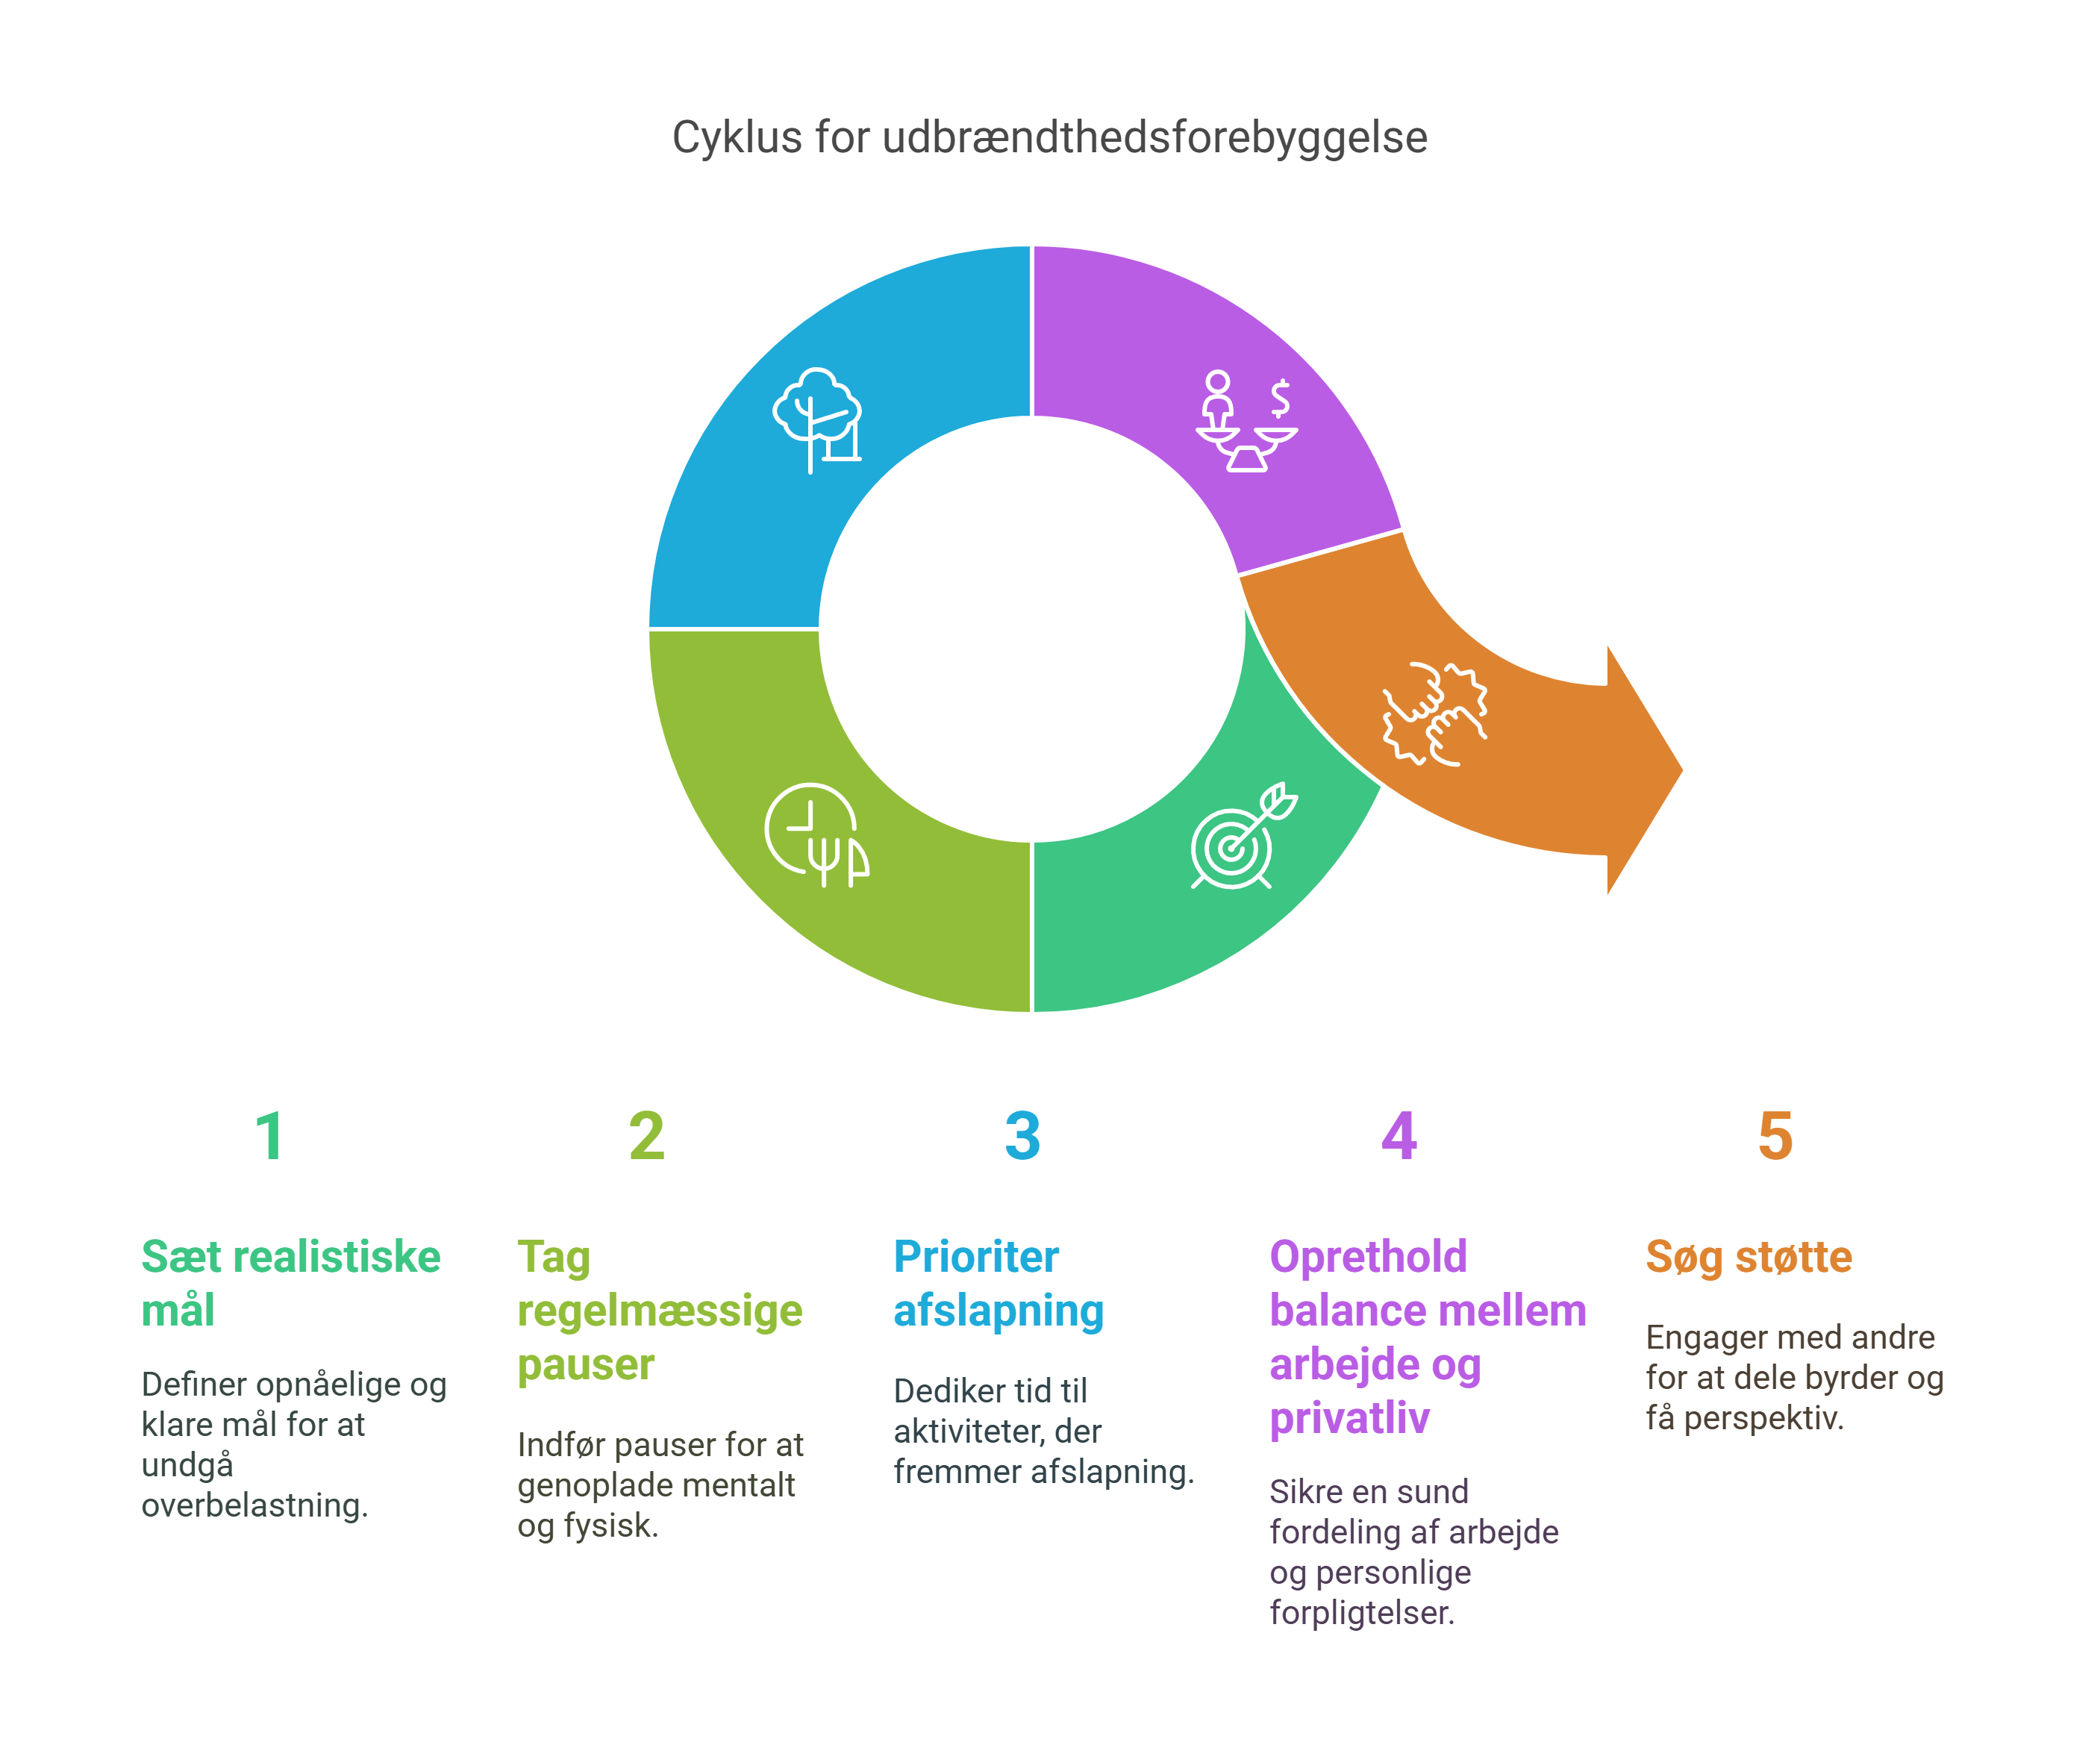 Cyklus for udbrændthedsforebyggelse
1
Sæt realistiske
mål
Definer opnåelige og
klare mål for at
undgå
overbelastning.
2
Tag
regelmæssige
pauser
Indfør pauser for at
genoplade mentalt
og fysisk.
3
Prioriter
afslapning
Dediker tid til
aktiviteter, der
fremmer afslapning.
4
Oprethold
balance mellem
arbejde og
privatliv
Sikre en sund
fordeling af arbejde
og personlige
forpligtelser.
5
Søg støtte
Engager med andre
for at dele byrder og
få perspektiv.